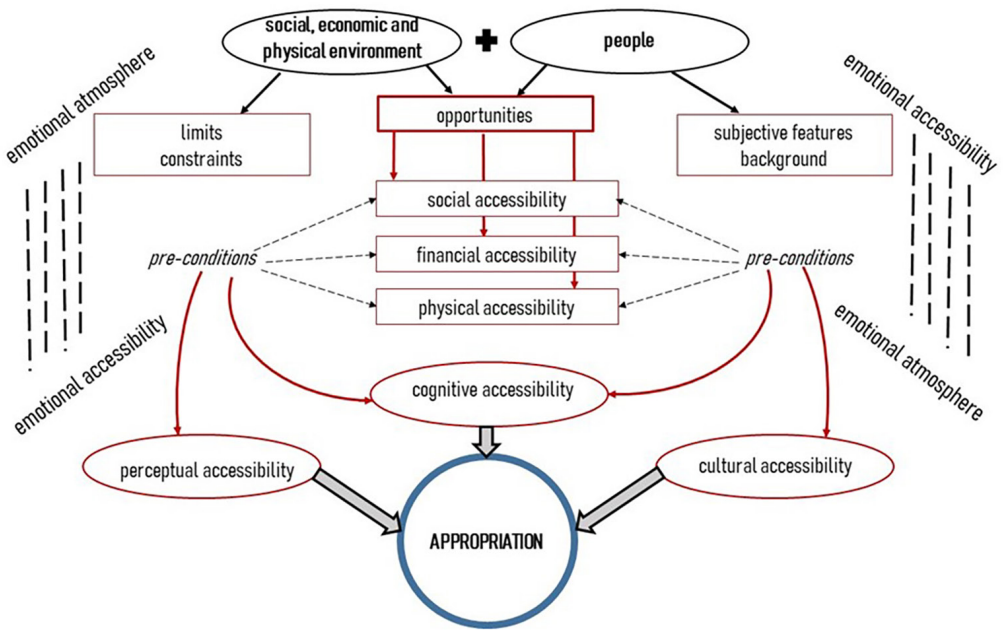 social, economic and
physical environment
+
people
emotional atmosphere
emotional accessibility
opportunities
limits
constraints
subjective features
background
social accessibility
pre-conditions
financial accessibility
pre-conditions
physical accessibility
emotional accessibility
emotional atmosphere
cognitive accessibility
perceptual accessibility
cultural accessibility
APPROPRIATION